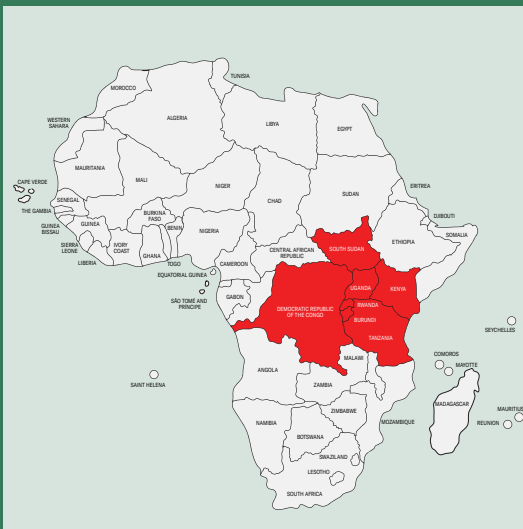 TUNISIA
MOROCCO
WESTERN
SAHARA
ALGERIA
LIBYA
EGYPT
MAURITANIA
MALI
CAPE VERDE
NIGER
ERITREA
SENEGAL
CHAD
SUDAN
THE GAMBIA
BURKINA
FASO
DJIBOUTI
GUINEA
BISSAU
GUINEA
BENIN
NIGERIA
SOMALIA
SIERRA
LEONE
IVORY
COAST
GHANA
ETHIOPIA
SOUTH SUDAN
CENTRAL AFRICAN
REPUBLIC
LIBERIA
TOGO
CAMEROON
EQUATORIAL GUINEA
UGANDA
KENYA
GABON
SÃO TOMÉ AND
PRÍNCIPE
RWANDA
DEMOCRATIC REPUBLIC
OF THE CONGO
BURUNDI
SEYCHELLES
TANZANIA
COMOROS
MALAWI
MAYOTTE
ANGOLA
SAINT HELENA
ZAMBIA
MADAGASCAR
ZIMBABWE
MAURITIUS
NAMIBIA
MOZAMBIQUE
REUNION
BOTSWANA
SWAZILAND
LESOTHO
SOUTH AFRICA